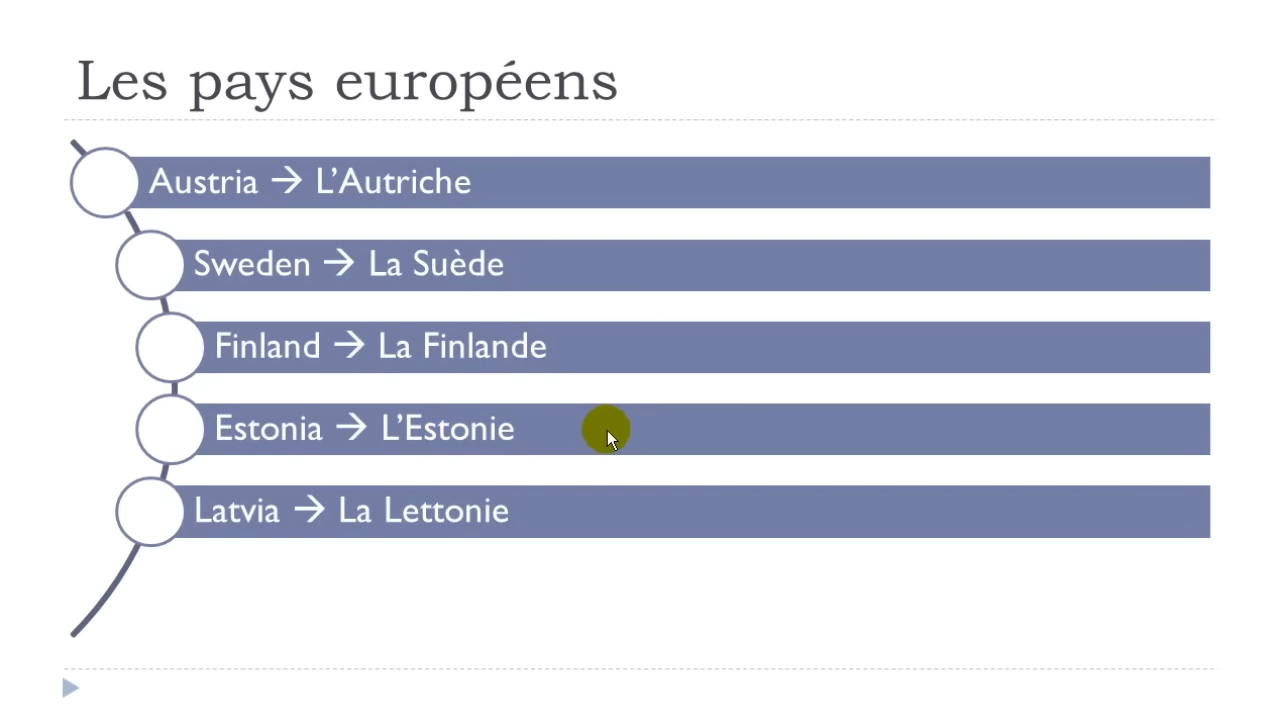 Les pays européens
Austria → L’Autriche
Sweden → La Suède
Finland → La Finlande
Estonia → L’Estonie
Latvia → La Lettonie